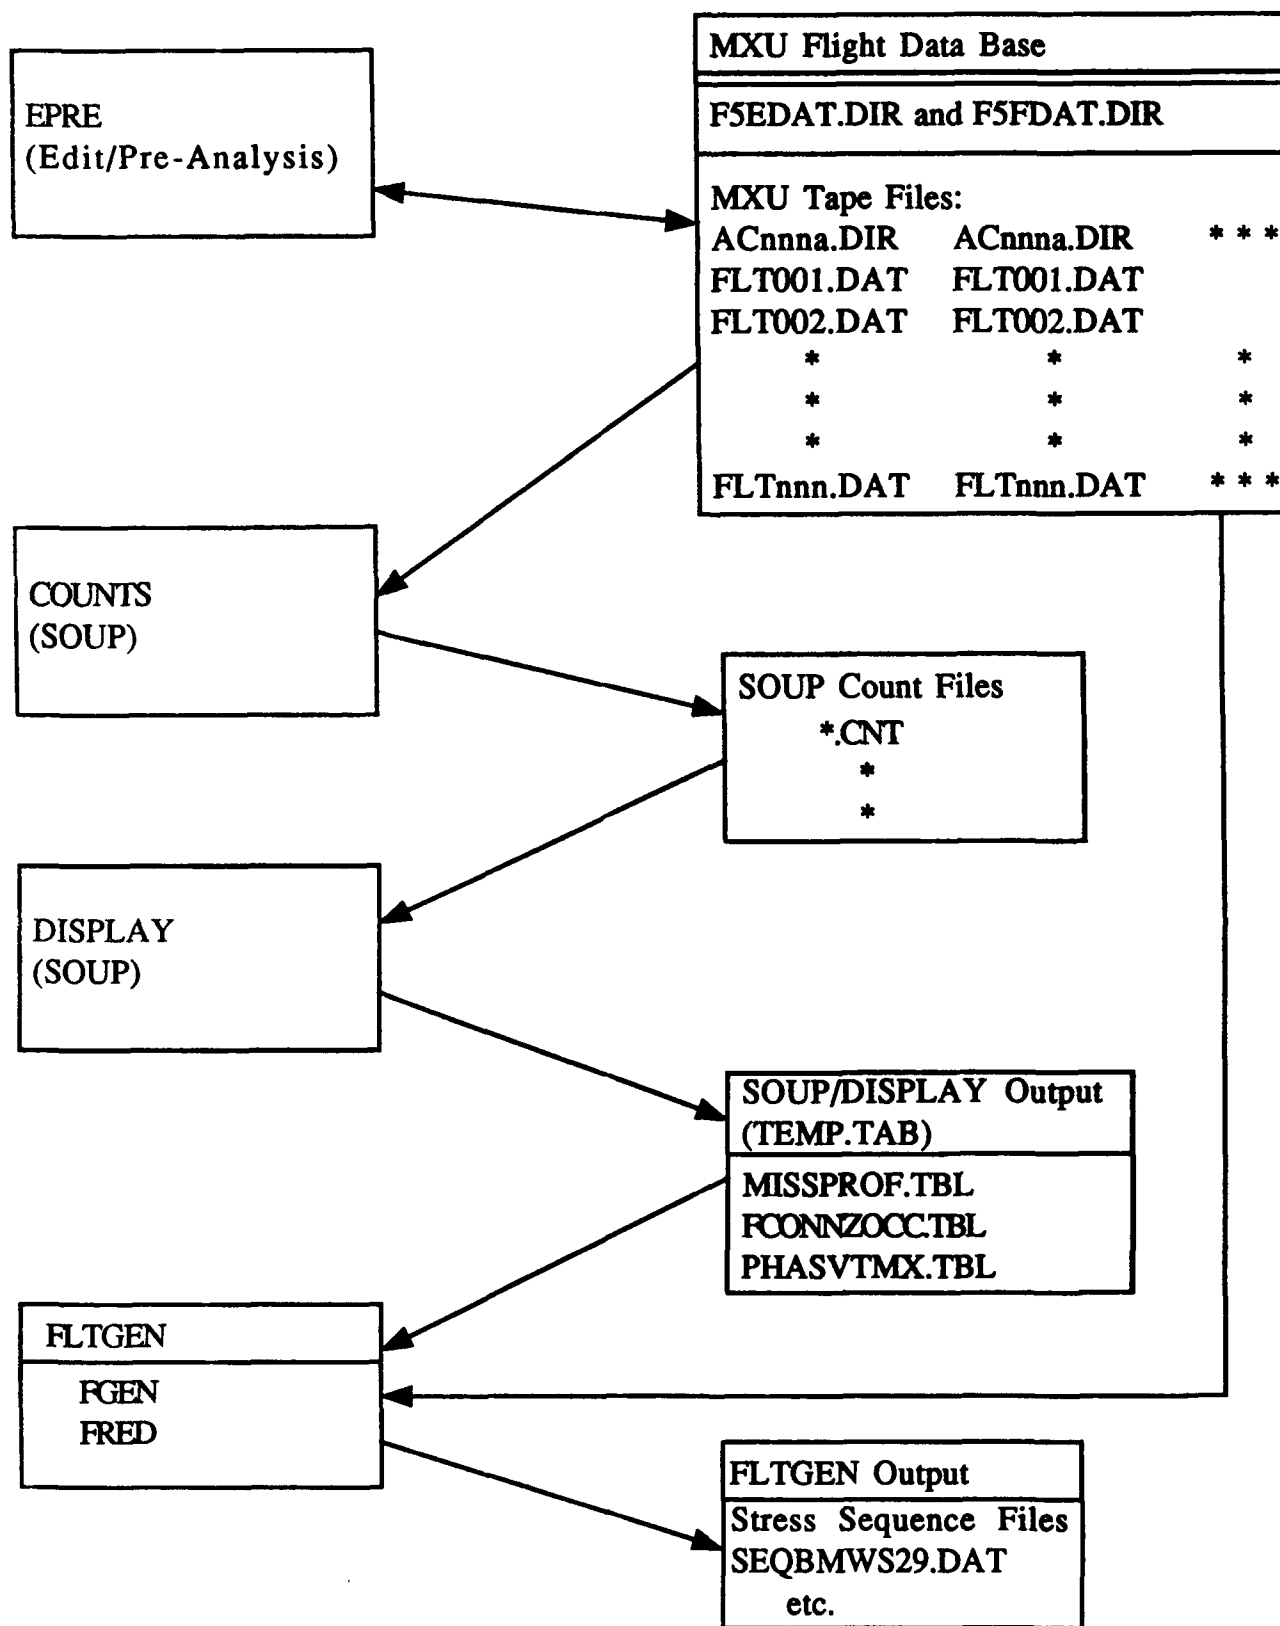 MXU Flight Data Base
F5EDAT.DIR and F5FDAT.DIR
EPRE
(Edit/Pre-Analysis)
MXU Tape Files:
ACnnna.DIR ACnnna.DIR * * *
FLT001.DAT FLT001.DAT
FLT002.DAT FLT002.DAT
* * *
* * *
* * *
FLTnnn.DAT FLTnnn.DAT * * *
COUNTS
(SOUP)
SOUP Count Files
*.CNT
*
*
DISPLAY
(SOUP)
SOUP/DISPLAY Output
(TEMP.TAB)
MISSPROF.TBL
FCONNZOCC.TBL
PHASVTMX.TBL
FLTGEN
FGEN
FRED
FLTGEN Output
Stress Sequence Files
SEQBMWS29.DAT
etc.